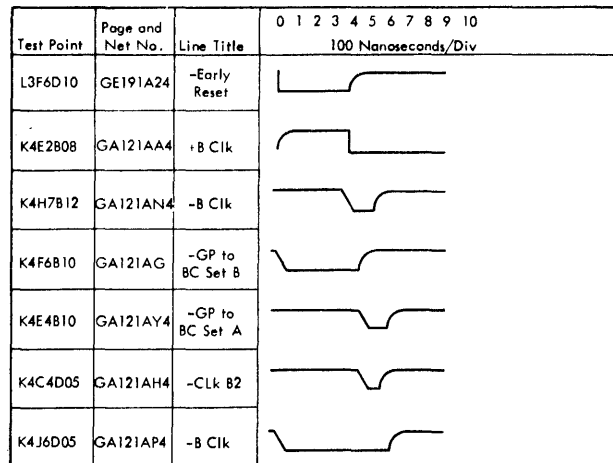 Test Point
Page and
Net No.
Line Title
0 1 2 3 4 5 6 7 8 9 10
100 Nanoseconds/Div
L3F6D10
GE191A24
-Early
Reset
K4E2B08
GA121AA4
+B Clk
K4H7B12
GA121AN4
-B Clk
K4F6B10
GA121AG
-GP to
BC Set B
K4E4B10
GA121AY4
-GP to
BC Set A
K4C4D05
GA121AH4
-CLk B2
K4J6D05
GA121AP4
-B Clk